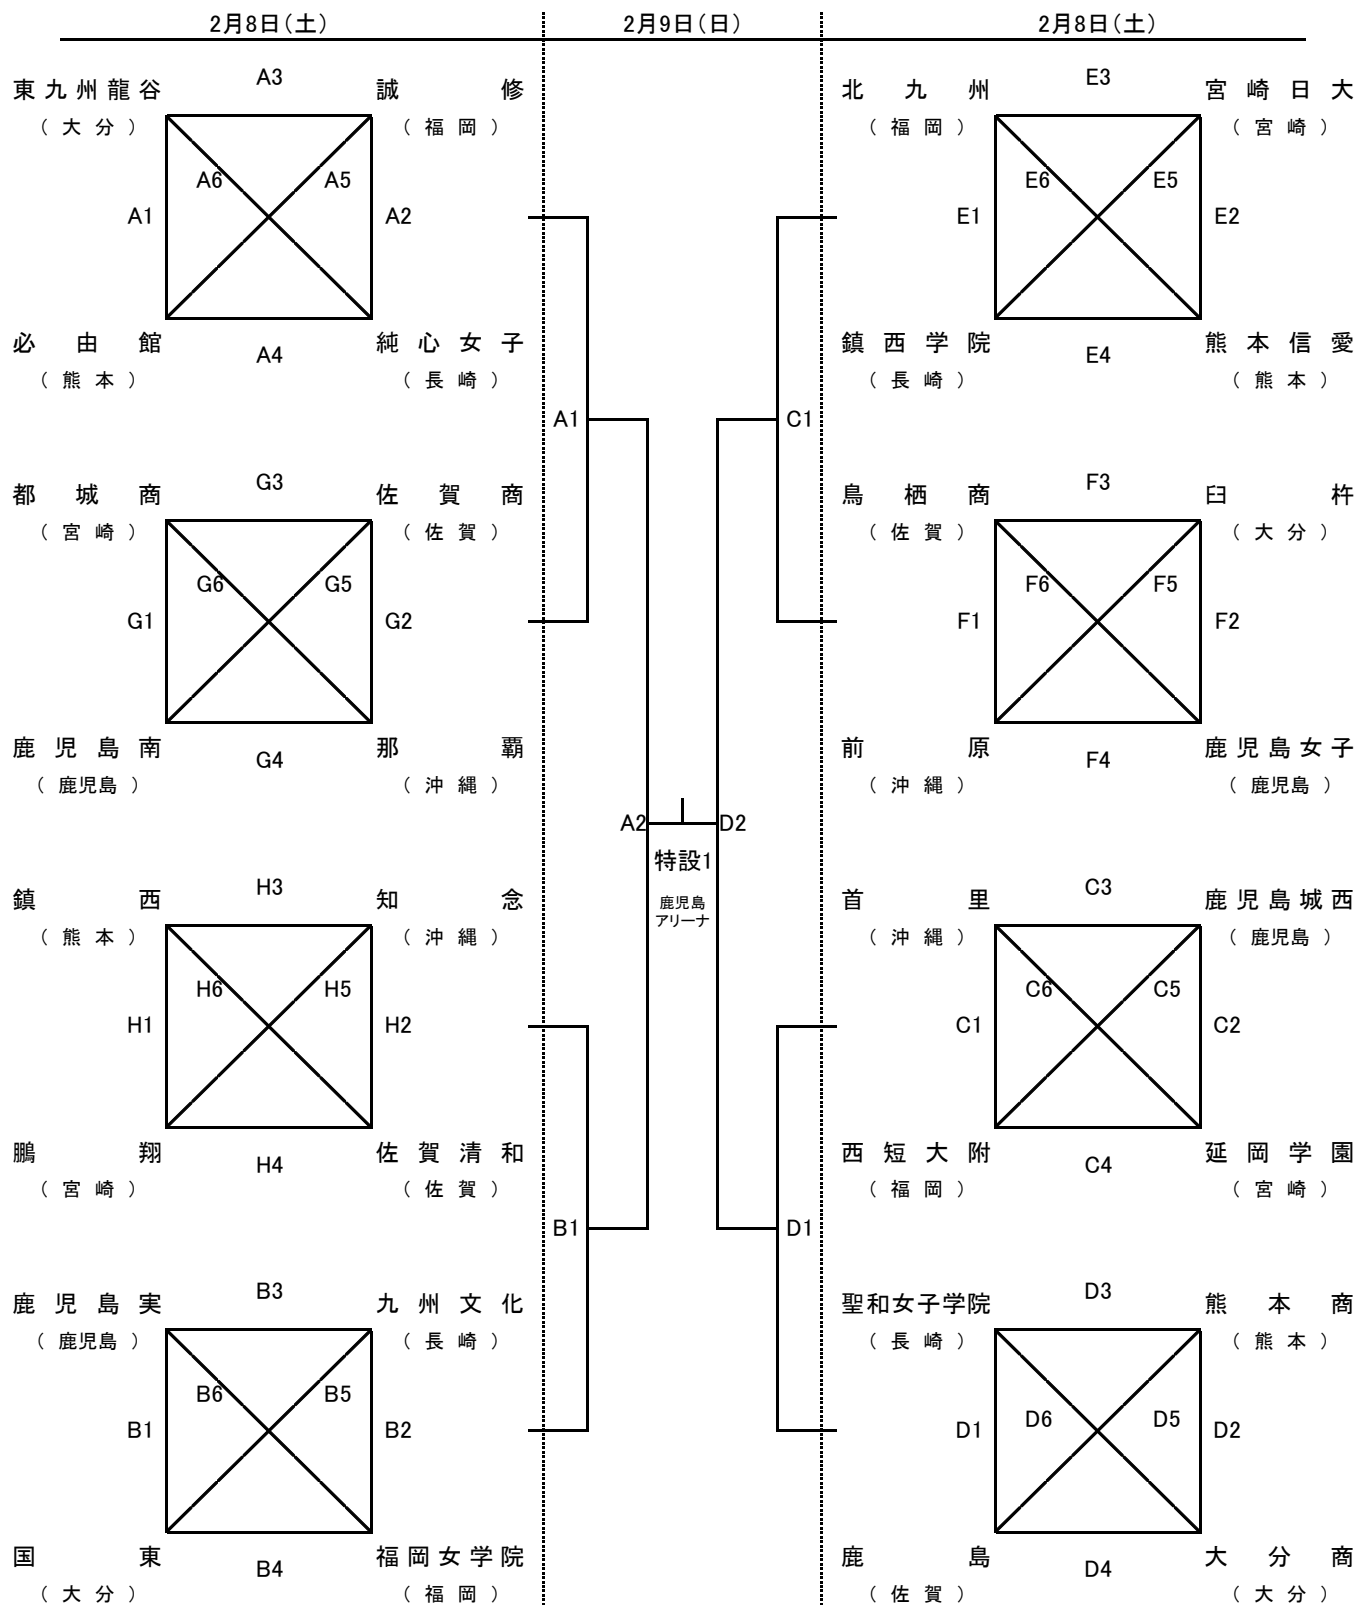 2月8日（土） 2月9日（日） 2月8日（土）
東九州龍谷 A3 誠修
（大分） （福岡）
A6 A5
A1 A2
必由館 A4 純心女子
（熊本） （長崎）
都城商 G3 佐賀商
（宮崎） （佐賀）
G6 G5
G1 G2
鹿児島南 G4 那覇
（鹿児島） （沖縄）
鎮西 H3 知念
（熊本） （沖縄）
H6 H5
H1 H2
鵬翔 H4 佐賀清和
（宮崎） （佐賀）
鹿児島実 B3 九州文化
（鹿児島） （長崎）
B6 B5
B1 B2
国東 B4 福岡女学院
（大分） （福岡）
A1 C1
A2 D2
特設1
鹿児島
アリーナ
B1 D1
北九州 E3 宮崎日大
（福岡） （宮崎）
E6 E5
E1 E2
鎮西学院 E4 熊本信愛
（長崎） （熊本）
鳥栖商 F3 臼杵
（佐賀） （大分）
F6 F5
F1 F2
前原 F4 鹿児島女子
（沖縄） （鹿児島）
首里 C3 鹿児島城西
（沖縄） （鹿児島）
C6 C5
C1 C2
西短大附 C4 延岡学園
（福岡） （宮崎）
聖和女子学院 D3 熊本商
（長崎） （熊本）
D6 D5
D1 D2
鹿島 D4 大分商
（佐賀） （大分）